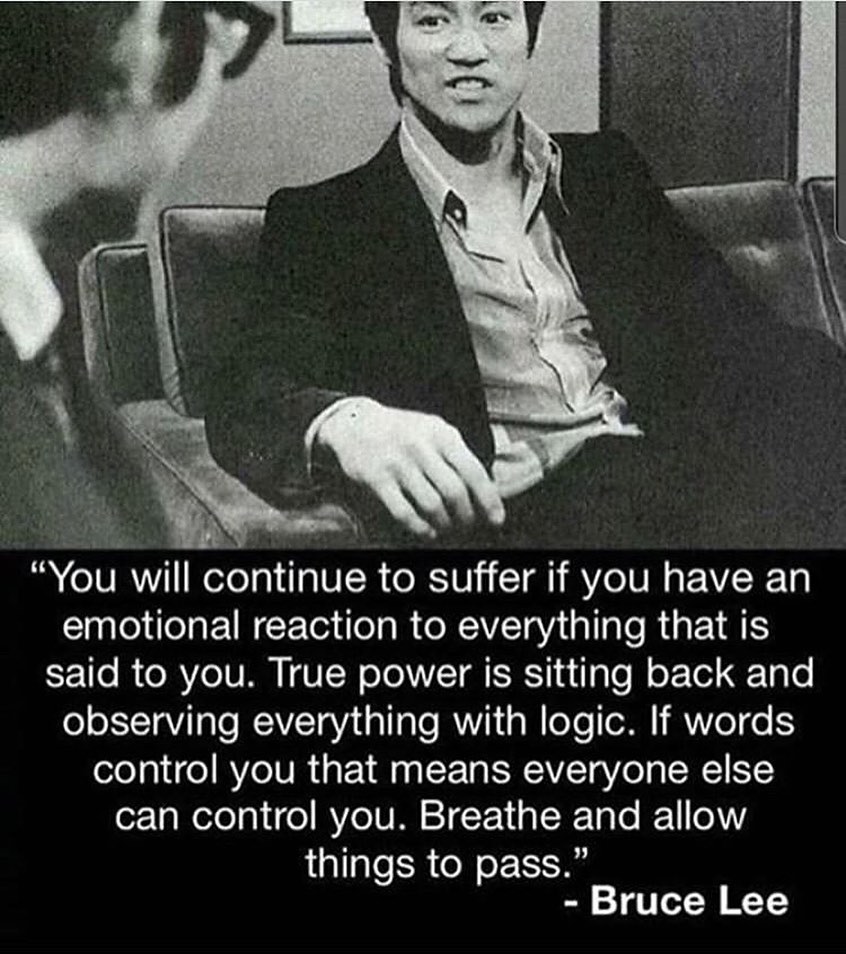 “You will continue to suffer if you have an
emotional reaction to everything that is
said to you. True power is sitting back and
observing everything with logic. If words
control you that means everyone else
can control you. Breathe and allow
things to pass.”
- Bruce Lee